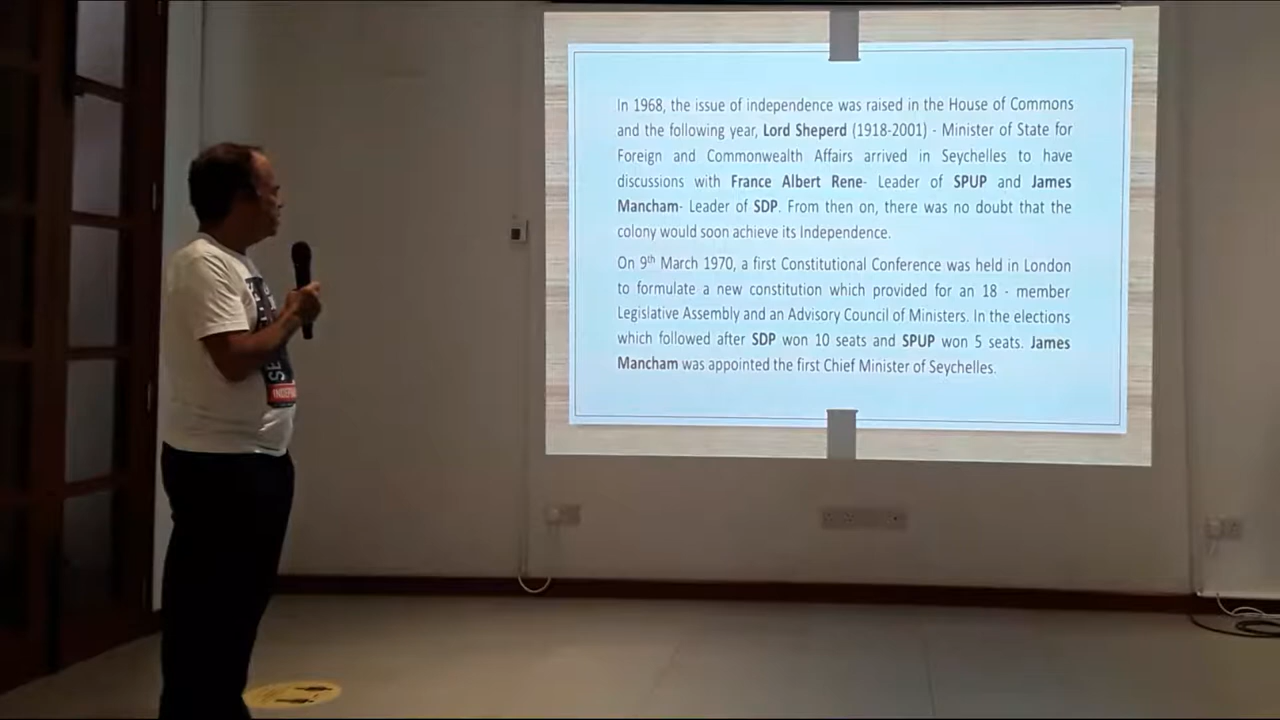 In 1968, the issue of independence was raised in the House of Commons
and the following year, Lord Sheperd (1918-2001) - Minister of State for
Foreign and Commonwealth Affairs arrived in Seychelles to have
discussions with France Albert Rene- Leader of SPUP and James
Mancham- Leader of SDP. From then on, there was no doubt that the
colony would soon achieve its Independence.
On 9th March 1970, a first Constitutional Conference was held in London
to formulate a new constitution which provided for an 18 - member
Legislative Assembly and an Advisory Council of Ministers. In the elections
which followed after SDP won 10 seats and SPUP won 5 seats. James
Mancham was appointed the first Chief Minister of Seychelles.